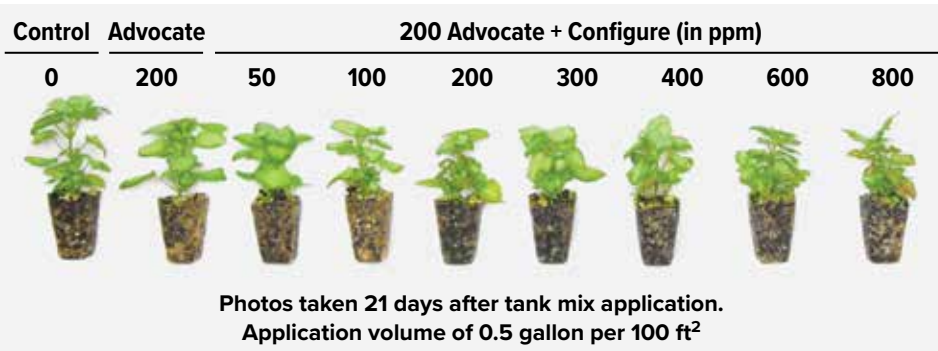 Control Advocate 200 Advocate + Configure (in ppm)
0 200 50 100 200 300 400 600 800
Photos taken 21 days after tank mix application.
Application volume of 0.5 gallon per 100 ft²